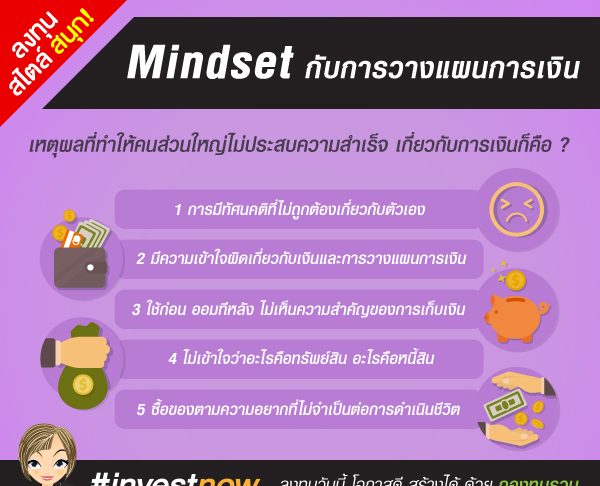 ลงทุน
สไตล์ สนุก!
Mindset กับการวางแผนการเงิน
เหตุผลที่ทำให้คนส่วนใหญ่ไม่ประสบความสำเร็จ เกี่ยวกับการเงินก็คือ ?
1 การมีทัศนคติที่ไม่ถูกต้องเกี่ยวกับตัวเอง
2 มีความเข้าใจผิดเกี่ยวกับเงินและการวางแผนการเงิน
3 ใช้ก่อน ออมทีหลัง ไม่เห็นความสำคัญของการเก็บเงิน
4 ไม่เข้าใจว่าอะไรคือทรัพย์สิน อะไรคือหนี้สิน
5 ซื้อของตามความอยากที่ไม่จำเป็นต่อการดำเนินชีวิต
#investnow ลงทุนวันนี้ โอกาสดี สร้างได้ ด้วย กองทุนรวม